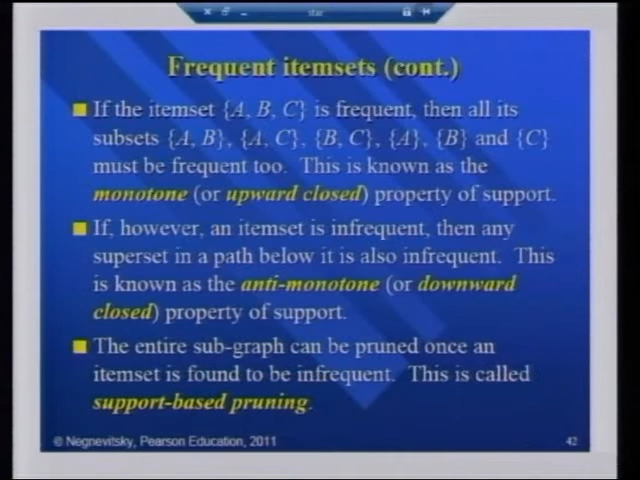 star
Frequent itemsets (cont.)
If the itemset {A, B, C} is frequent, then all its
subsets {A, B}, {A, C}, {B, C}, {A}, {B} and {C}
must be frequent too. This is known as the
monotone (or upward closed) property of support.
If, however, an itemset is infrequent, then any
superset in a path below it is also infrequent. This
is known as the anti-monotone (or downward
closed) property of support.
The entire sub-graph can be pruned once an
itemset is found to be infrequent. This is called
support-based pruning.
© Negnevitsky, Pearson Education, 2011
42